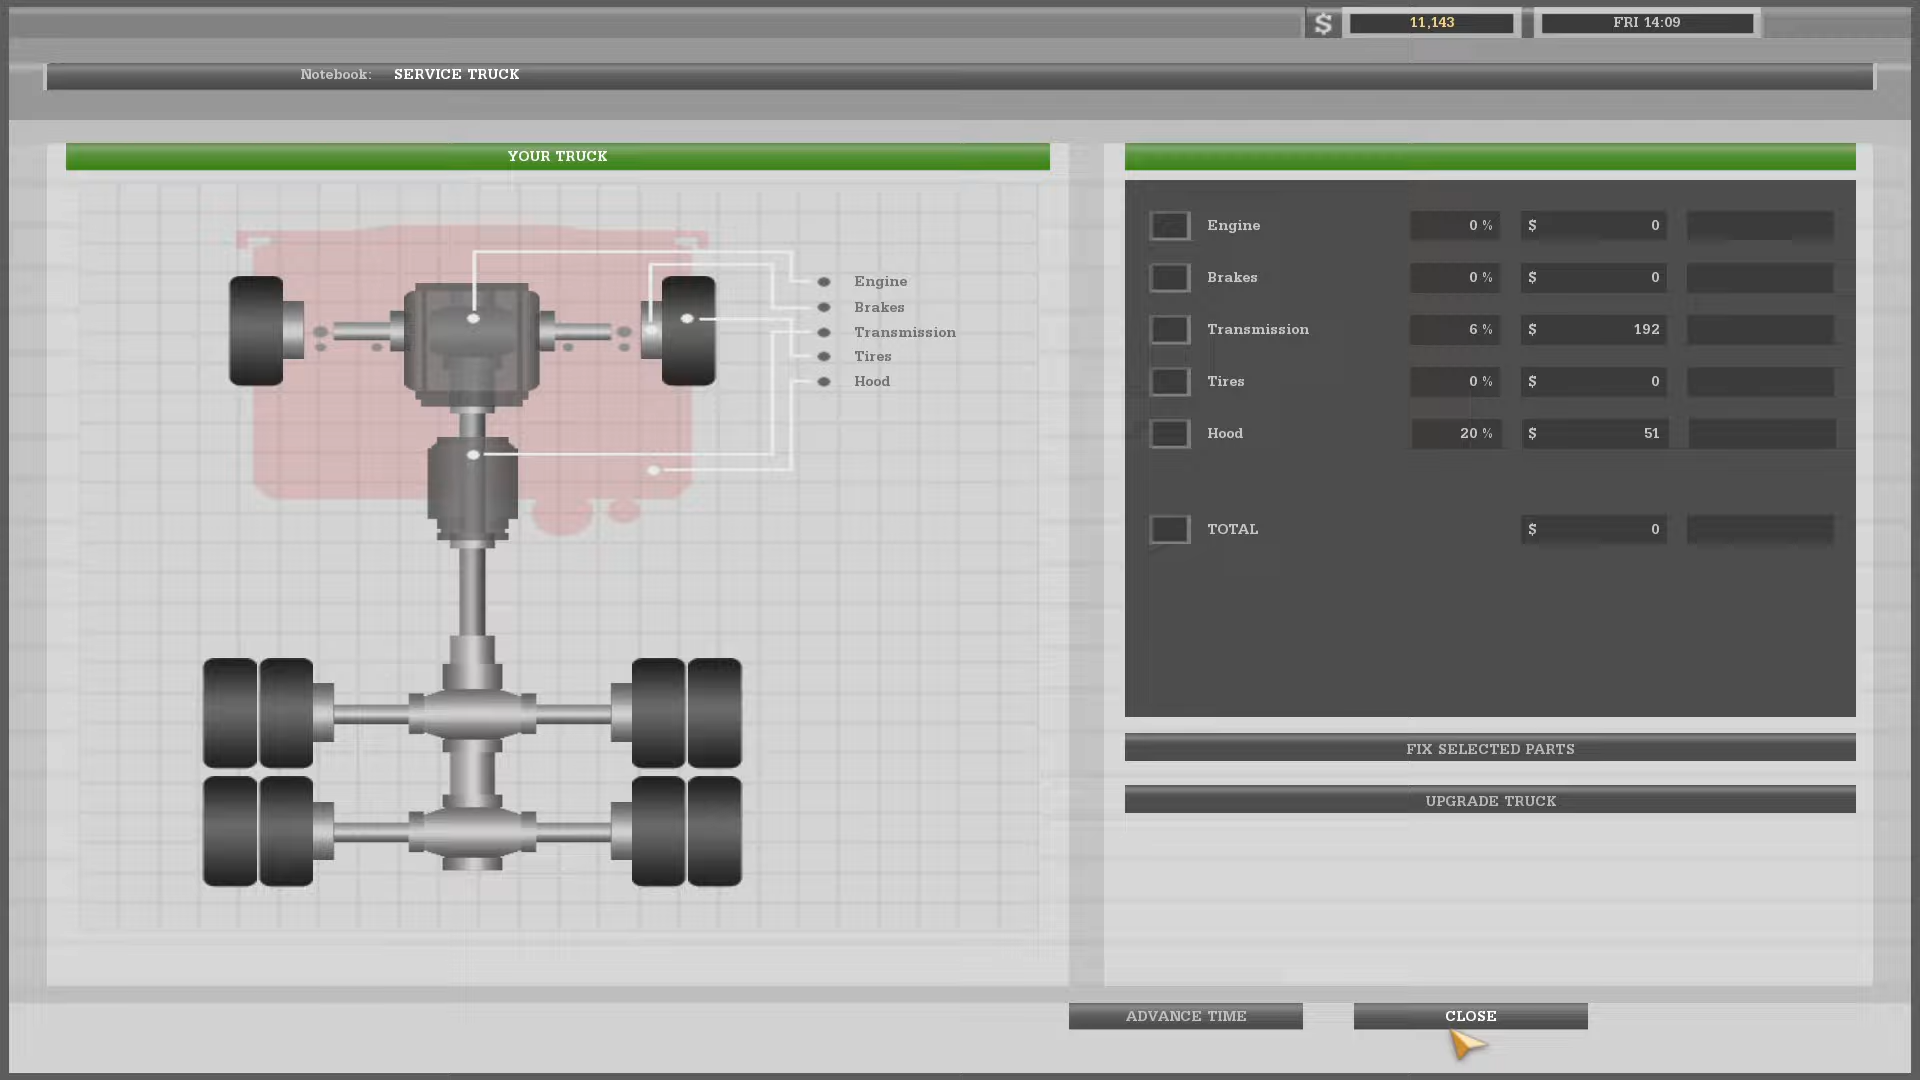 $ 11,143 FRI 14:09
Notebook: SERVICE TRUCK
YOUR TRUCK
Engine
Brakes
Transmission
Tires
Hood
Engine 0 % $ 0
Brakes 0 % $ 0
Transmission 6 % $ 192
Tires 0 % $ 0
Hood 20 % $ 51
TOTAL $ 0
FIX SELECTED PARTS
UPGRADE TRUCK
ADVANCE TIME CLOSE